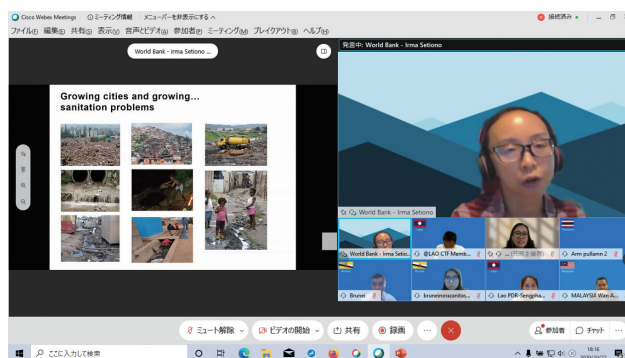 Cisco Webex Meetings
ミーティング情報
メニューバーを非表示にする
接続済み
ファイル(F) 編集(E) 共有(S) 表示(V) 音声とビデオ(A) 参加者(P) ミーティング(M) ブレイクアウト(B) ヘルプ(H)
World Bank - Irma Setiono ...
発言中: World Bank - Irma Setiono
Growing cities and growing...
sanitation problems
World Bank - Irma Setiono
World Bank - Irma Setio...
@LAO CTF Memb...
Arm pullamn 2
Brunei
bruneinorzanitas...
Lao PDR-Sengpha...
MALAYSIA Wan A...
ミュート解除
ビデオの開始
共有
録画
参加者
チャット
ここに入力して検索
18:16